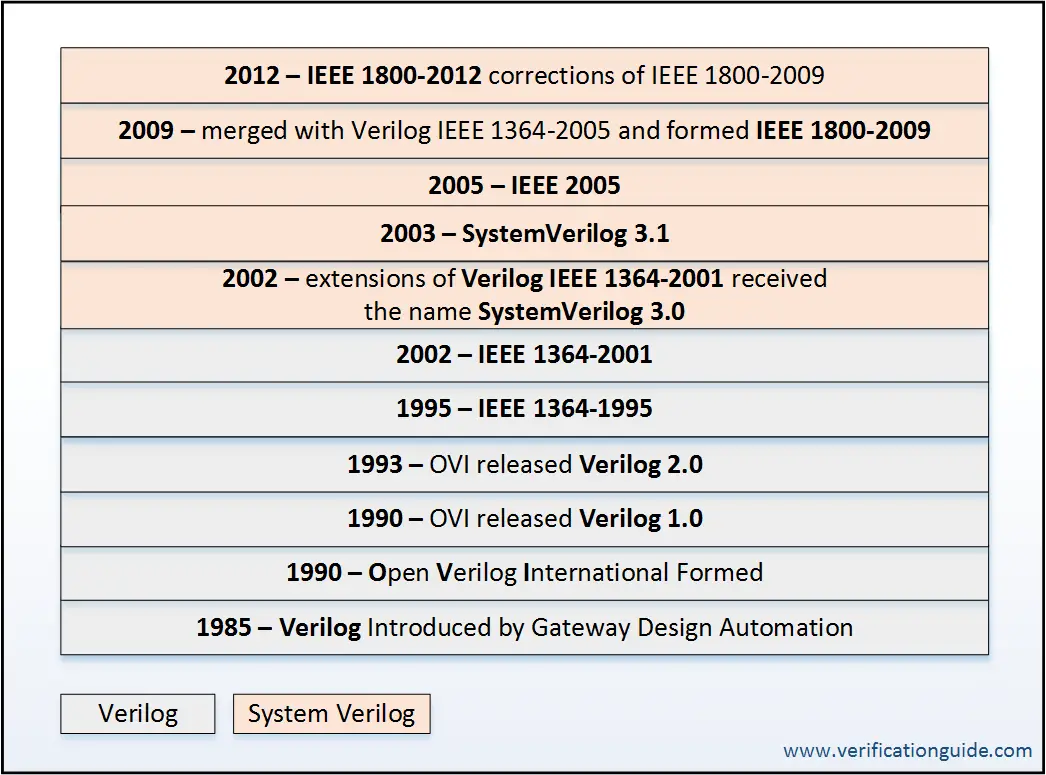 2012 – IEEE 1800-2012 corrections of IEEE 1800-2009
2009 – merged with Verilog IEEE 1364-2005 and formed IEEE 1800-2009
2005 – IEEE 2005
2003 – SystemVerilog 3.1
2002 – extensions of Verilog IEEE 1364-2001 received
the name SystemVerilog 3.0
2002 – IEEE 1364-2001
1995 – IEEE 1364-1995
1993 – OVI released Verilog 2.0
1990 – OVI released Verilog 1.0
1990 – Open Verilog International Formed
1985 – Verilog Introduced by Gateway Design Automation
Verilog
System Verilog
www.verificationguide.com